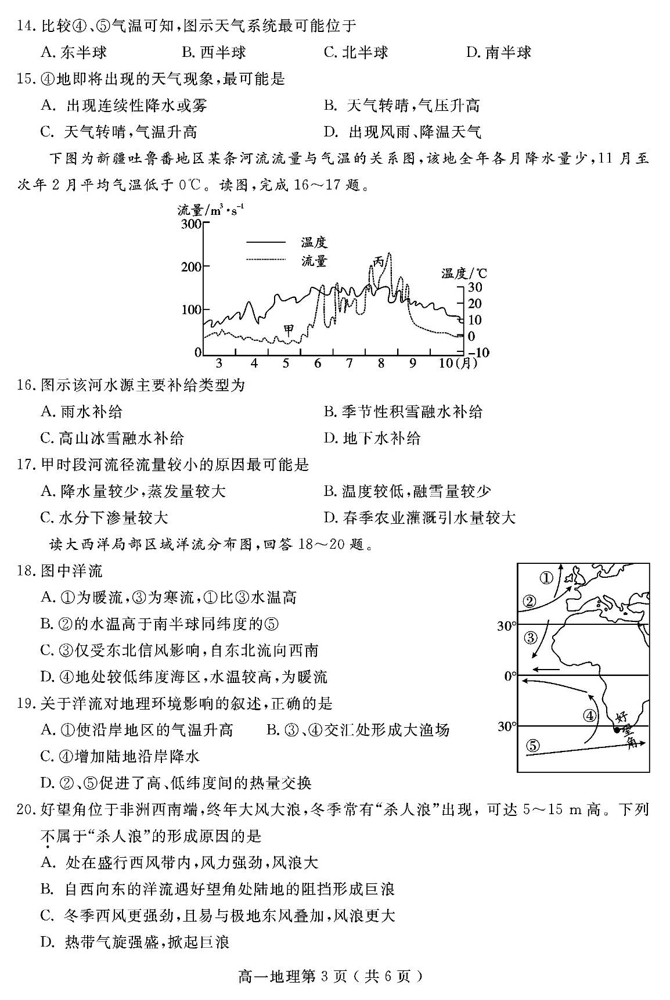 14. 比较④、⑤气温可知,图示天气系统最可能位于
A. 东半球 B. 西半球 C. 北半球 D. 南半球
15. ④地即将出现的天气现象,最可能是
A. 出现连续性降水或雾 B. 天气转晴,气压升高
C. 天气转晴,气温升高 D. 出现风雨、降温天气
下图为新疆吐鲁番地区某条河流流量与气温的关系图,该地全年各月降水量少,11 月至
次年 2 月平均气温低于 0℃。读图,完成 16～17 题。
流量/m³·s⁻¹
300
温度
流量
丙
200
温度/℃
30
20
100
10
甲
0
0
-10
3 4 5 6 7 8 9 10(月)
16. 图示该河水源主要补给类型为
A. 雨水补给 B. 季节性积雪融水补给
C. 高山冰雪融水补给 D. 地下水补给
17. 甲时段河流径流量较小的原因最可能是
A. 降水量较少,蒸发量较大 B. 温度较低,融雪量较少
C. 水分下渗量较大 D. 春季农业灌溉引水量较大
读大西洋局部区域洋流分布图,回答 18～20 题。
18. 图中洋流
A. ①为暖流,③为寒流,①比③水温高
B. ②的水温高于南半球同纬度的⑤
C. ③仅受东北信风影响,自东北流向西南
D. ④地处较低纬度海区,水温较高,为暖流
①
②
30°
③
0°
④
30°
好望角
⑤
19. 关于洋流对地理环境影响的叙述,正确的是
A. ①使沿岸地区的气温升高 B. ③、④交汇处形成大渔场
C. ④增加陆地沿岸降水
D. ②、⑤促进了高、低纬度间的热量交换
20. 好望角位于非洲西南端,终年大风大浪,冬季常有“杀人浪”出现, 可达 5～15 m 高。下列
不属于“杀人浪”的形成原因的是
A. 处在盛行西风带内,风力强劲,风浪大
B. 自西向东的洋流遇好望角处陆地的阻挡形成巨浪
C. 冬季西风更强劲,且易与极地东风叠加,风浪更大
D. 热带气旋强盛,掀起巨浪
高一地理第 3 页 ( 共 6 页 )